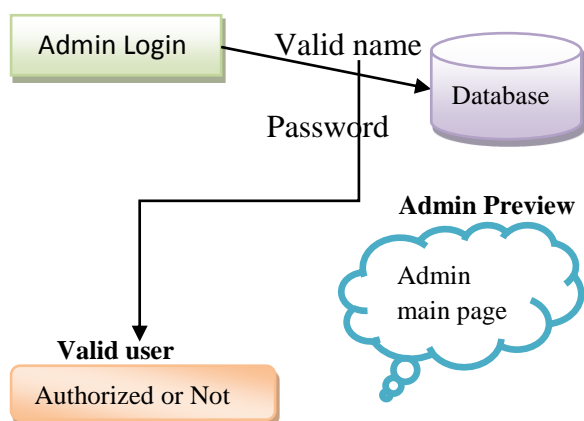 Admin Login
Valid name
Database
Password
Admin Preview
Admin
main page
Valid user
Authorized or Not